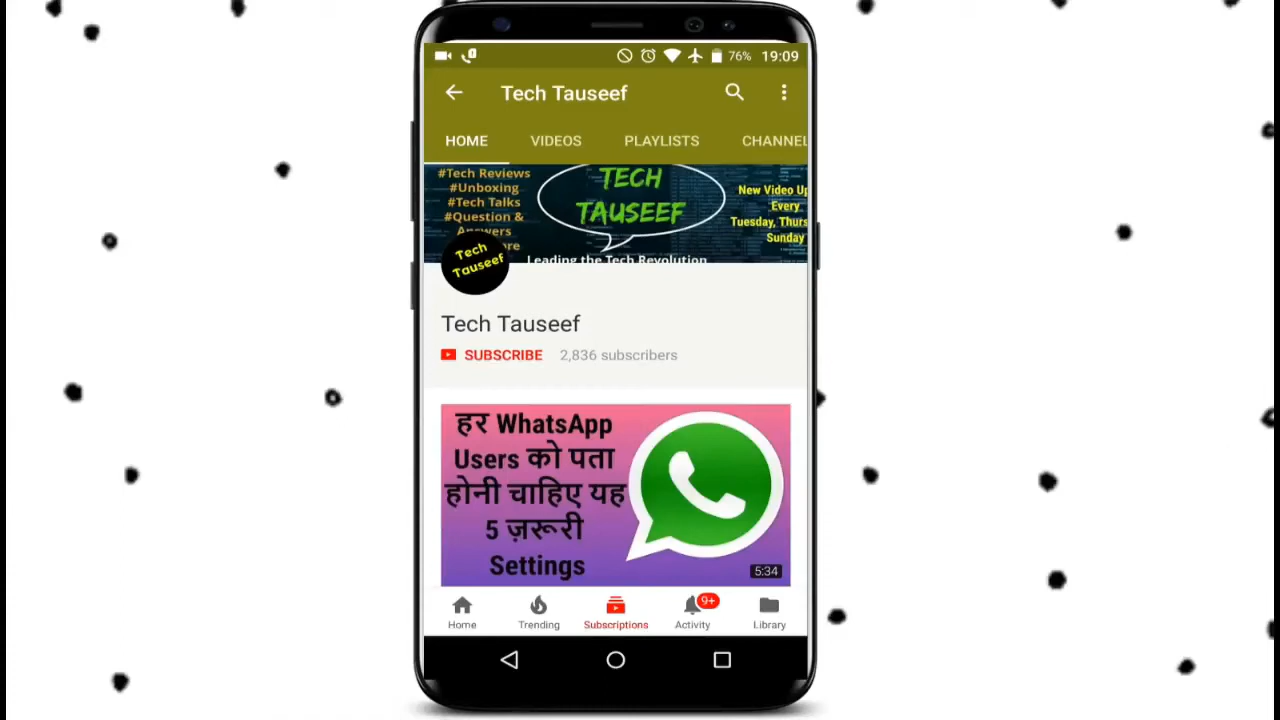 76% 19:09
Tech Tauseef
HOME VIDEOS PLAYLISTS CHANNEL
#Tech Reviews
#Unboxing
#Tech Talks
#Question &
Answers
TECH
TAUSEEF
Leading the Tech Revolution
New Video Up
Every
Tuesday, Thurs
Sunday
Tech
Tauseef
Tech Tauseef
SUBSCRIBE 2,836 subscribers
हर WhatsApp
Users को पता
होनी चाहिए यह
5 ज़रूरी
Settings
5:34
9+
Home Trending Subscriptions Activity Library